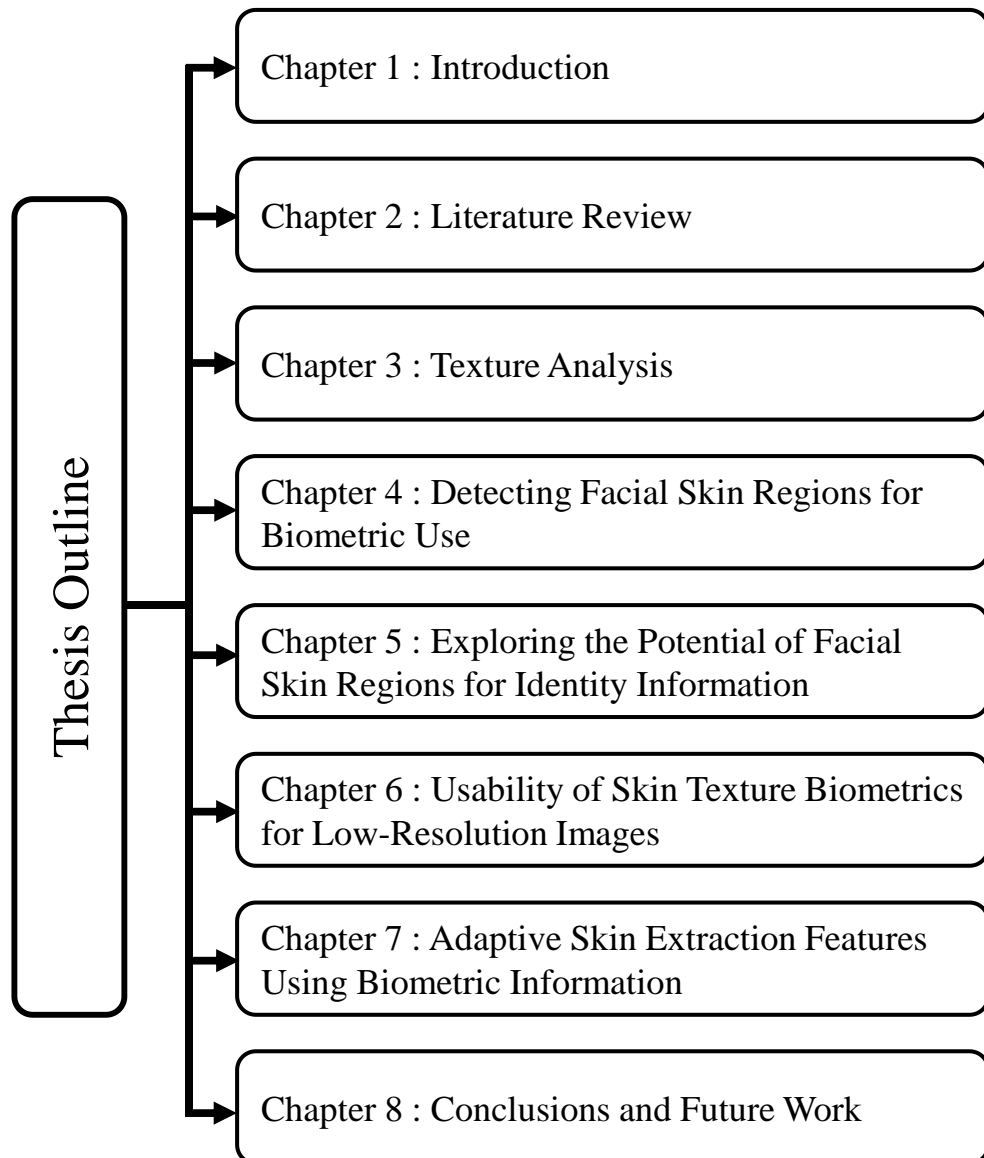 Thesis Outline
Chapter 1 : Introduction
Chapter 2 : Literature Review
Chapter 3 : Texture Analysis
Chapter 4 : Detecting Facial Skin Regions for
Biometric Use
Chapter 5 : Exploring the Potential of Facial
Skin Regions for Identity Information
Chapter 6 : Usability of Skin Texture Biometrics
for Low-Resolution Images
Chapter 7 : Adaptive Skin Extraction Features
Using Biometric Information
Chapter 8 : Conclusions and Future Work